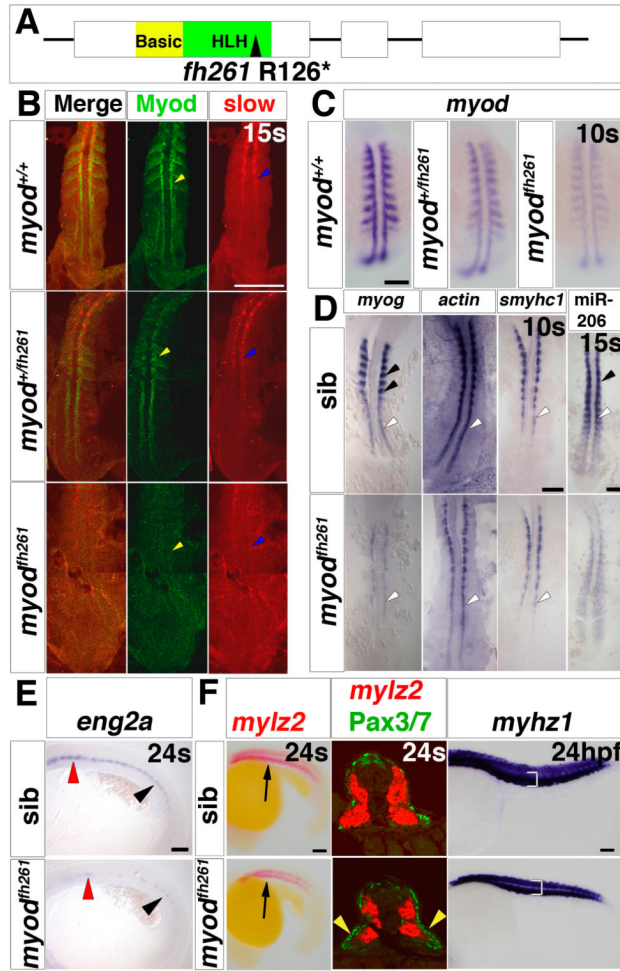 A
Basic HLH
fh261 R126*
B
Merge Myod slow
15s
myod+/+
myod+/fh261
myodfh261
C
myod
10s
myod+/+
myod+/fh261
myodfh261
D
myog actin smyhc1 miR-206
10s 15s
sib
myodfh261
E
eng2a
24s
sib
myodfh261
F
mylz2
mylz2 Pax3/7
myhz1
24s 24s 24hpf
sib
myodfh261